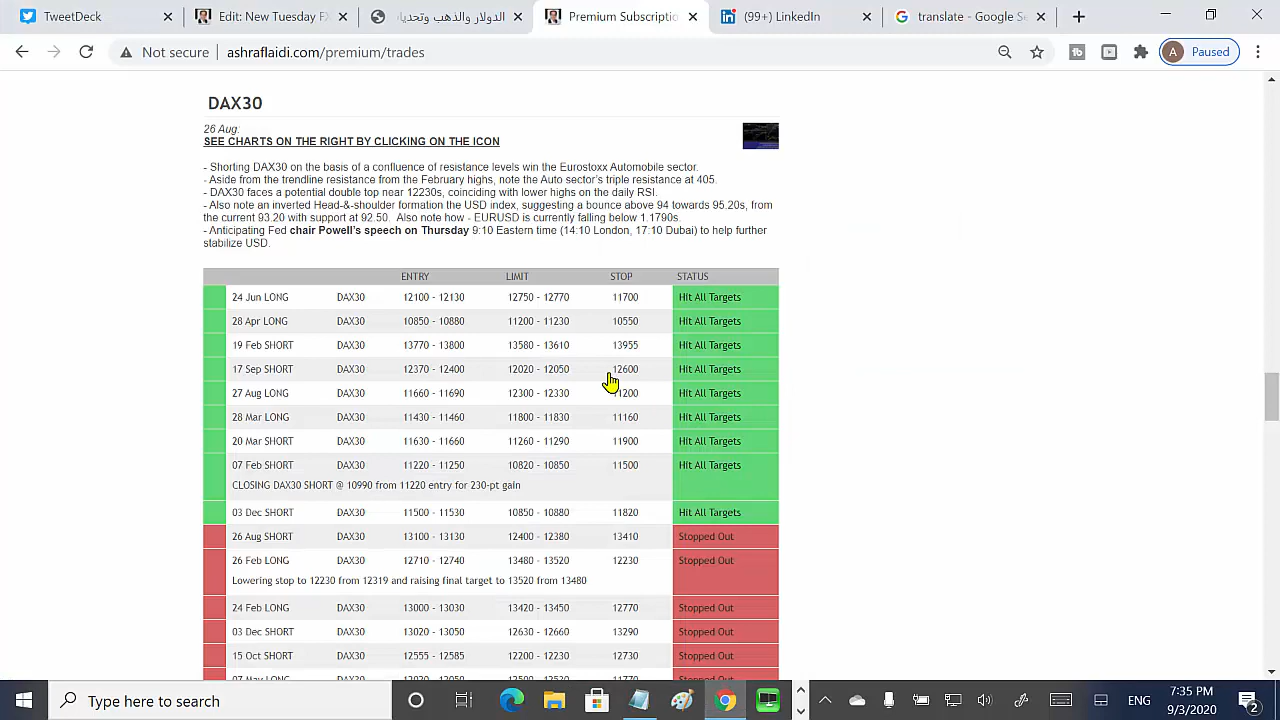 TweetDeck
Edit: New Tuesday FX
الدولار والذهب وتحديا
Premium Subscriptio
(99+) LinkedIn
translate - Google Se
Not secure
ashraflaidi.com/premium/trades
Paused
DAX30
26 Aug:
SEE CHARTS ON THE RIGHT BY CLICKING ON THE ICON
- Shorting DAX30 on the basis of a confluence of resistance levels win the Eurostoxx Automobile sector.
- Aside from the trendline resistance from the February highs, note the Auto sector's triple resistance at 405.
- DAX30 faces a potential double top near 12230s, coinciding with lower highs on the daily RSI.
- Also note an inverted Head-&-shoulder formation the USD index, suggesting a bounce above 94 towards 95.20s, from
the current 93.20 with support at 92.50. Also note how - EURUSD is currently falling below 1.1790s.
- Anticipating Fed chair Powell's speech on Thursday 9:10 Eastern time (14:10 London, 17:10 Dubai) to help further
stabilize USD.
ENTRY LIMIT STOP STATUS
24 Jun LONG DAX30 12100 - 12130 12750 - 12770 11700 Hit All Targets
28 Apr LONG DAX30 10850 - 10880 11200 - 11230 10550 Hit All Targets
19 Feb SHORT DAX30 13770 - 13800 13580 - 13610 13955 Hit All Targets
17 Sep SHORT DAX30 12370 - 12400 12020 - 12050 12600 Hit All Targets
27 Aug LONG DAX30 11660 - 11690 12300 - 12330 11200 Hit All Targets
28 Mar LONG DAX30 11430 - 11460 11800 - 11830 11160 Hit All Targets
20 Mar SHORT DAX30 11630 - 11660 11260 - 11290 11900 Hit All Targets
07 Feb SHORT DAX30 11220 - 11250 10820 - 10850 11500 Hit All Targets
CLOSING DAX30 SHORT @ 10990 from 11220 entry for 230-pt gain
03 Dec SHORT DAX30 11500 - 11530 10850 - 10880 11820 Hit All Targets
26 Aug SHORT DAX30 13100 - 13130 12400 - 12380 13410 Stopped Out
26 Feb LONG DAX30 12710 - 12740 13480 - 13520 12230 Stopped Out
Lowering stop to 12230 from 12319 and raising final target to 13520 from 13480
24 Feb LONG DAX30 13000 - 13030 13420 - 13450 12770 Stopped Out
03 Dec SHORT DAX30 13020 - 13050 12630 - 12660 13290 Stopped Out
15 Oct SHORT DAX30 12555 - 12585 12200 - 12230 12730 Stopped Out
Type here to search
ENG
7:35 PM
9/3/2020
2